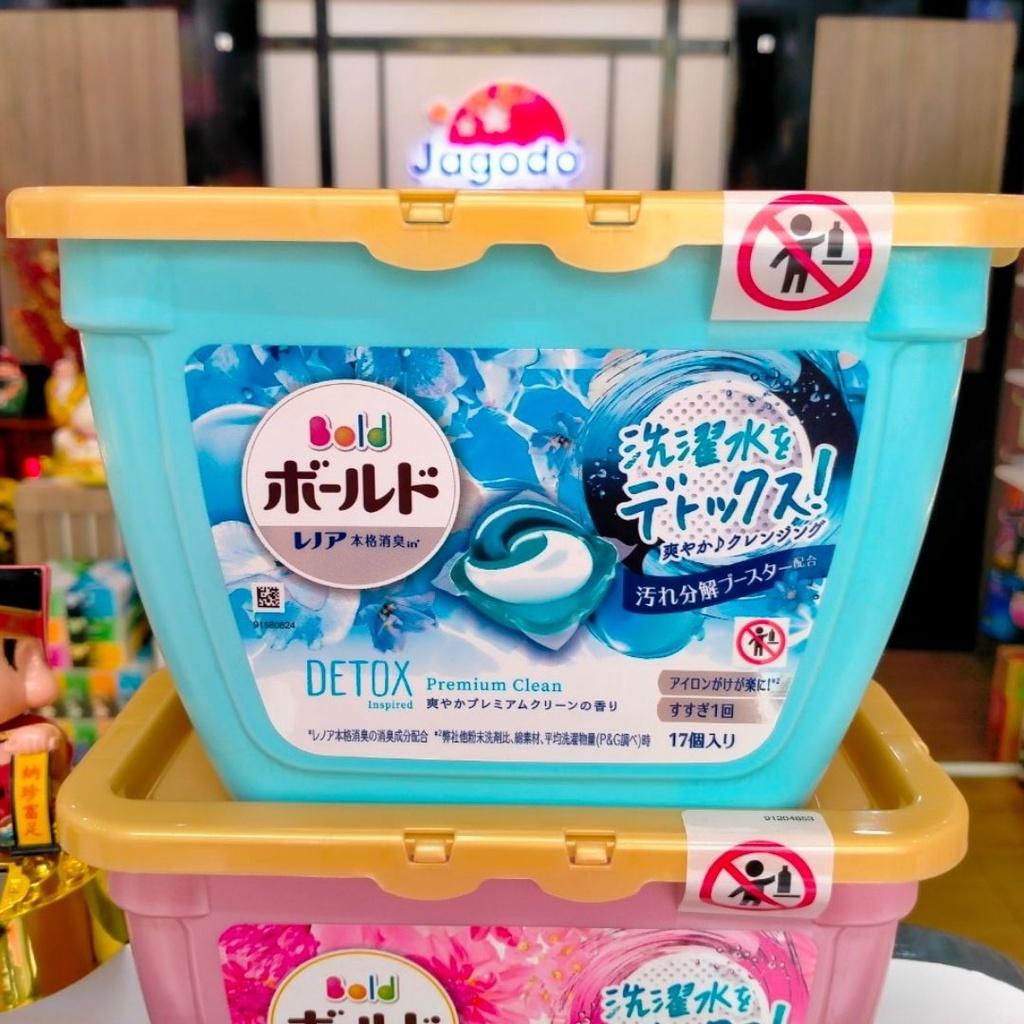 Jagodo
Bold
ボールド
レノア 本格消臭in*
洗濯水を
デトックス!
爽やか♪クレンジング
汚れ分解ブースター配合
91580824
DETOX
Inspired
Premium Clean
爽やかプレミアムクリーンの香り
アイロンがけが楽に!*²
すすぎ1回
*レノア本格消臭の消臭成分配合 *²弊社他粉末洗剤比、綿素材、平均洗濯物量(P&G調べ)時
17個入り
納珍富足
91204853
Bold
ボールド
洗濯水を